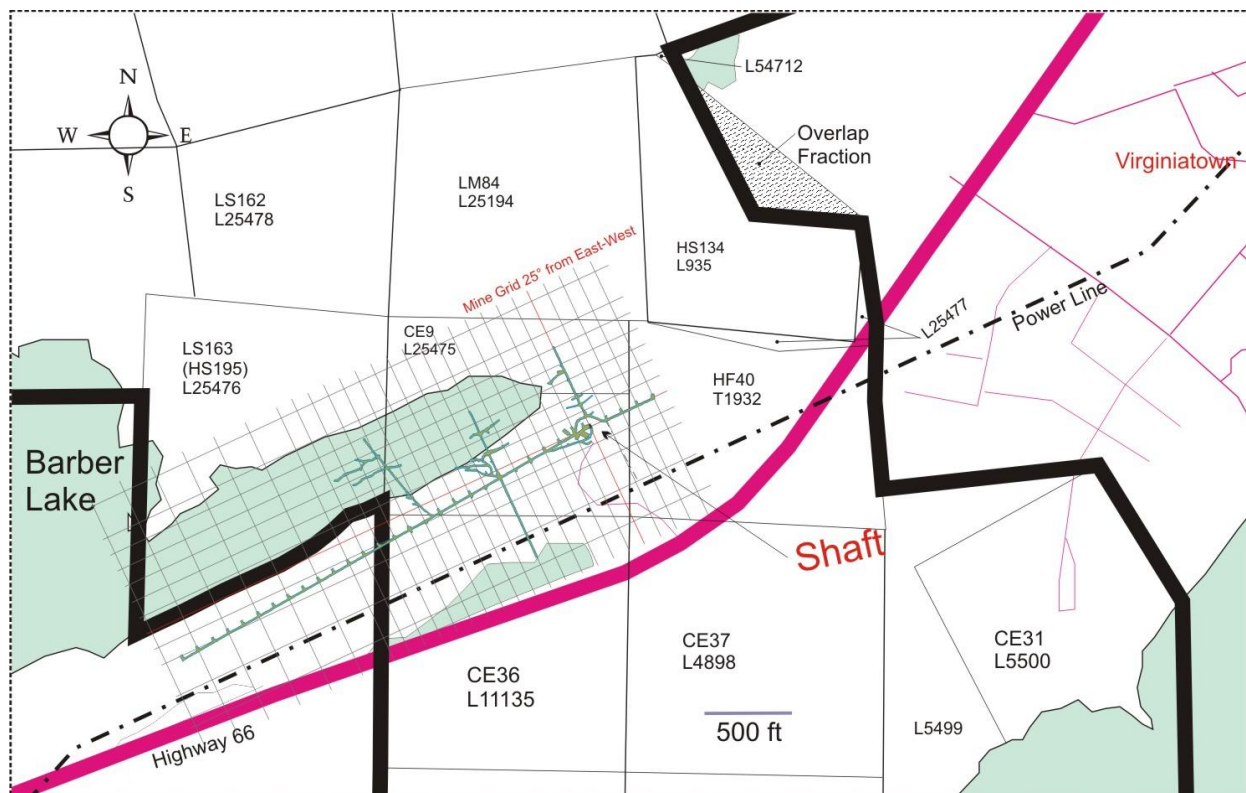 L54712
N
W
E
S
Overlap
Fraction
Virginiatown
LS162
L25478
LM84
L25194
HS134
L935
Mine Grid 25° from East-West
L25477
Power Line
CE9
L25475
LS163
(HS195)
L25476
HF40
T1932
Barber
Lake
Shaft
CE37
L4898
CE31
L5500
CE36
L11135
500 ft
L5499
Highway 66